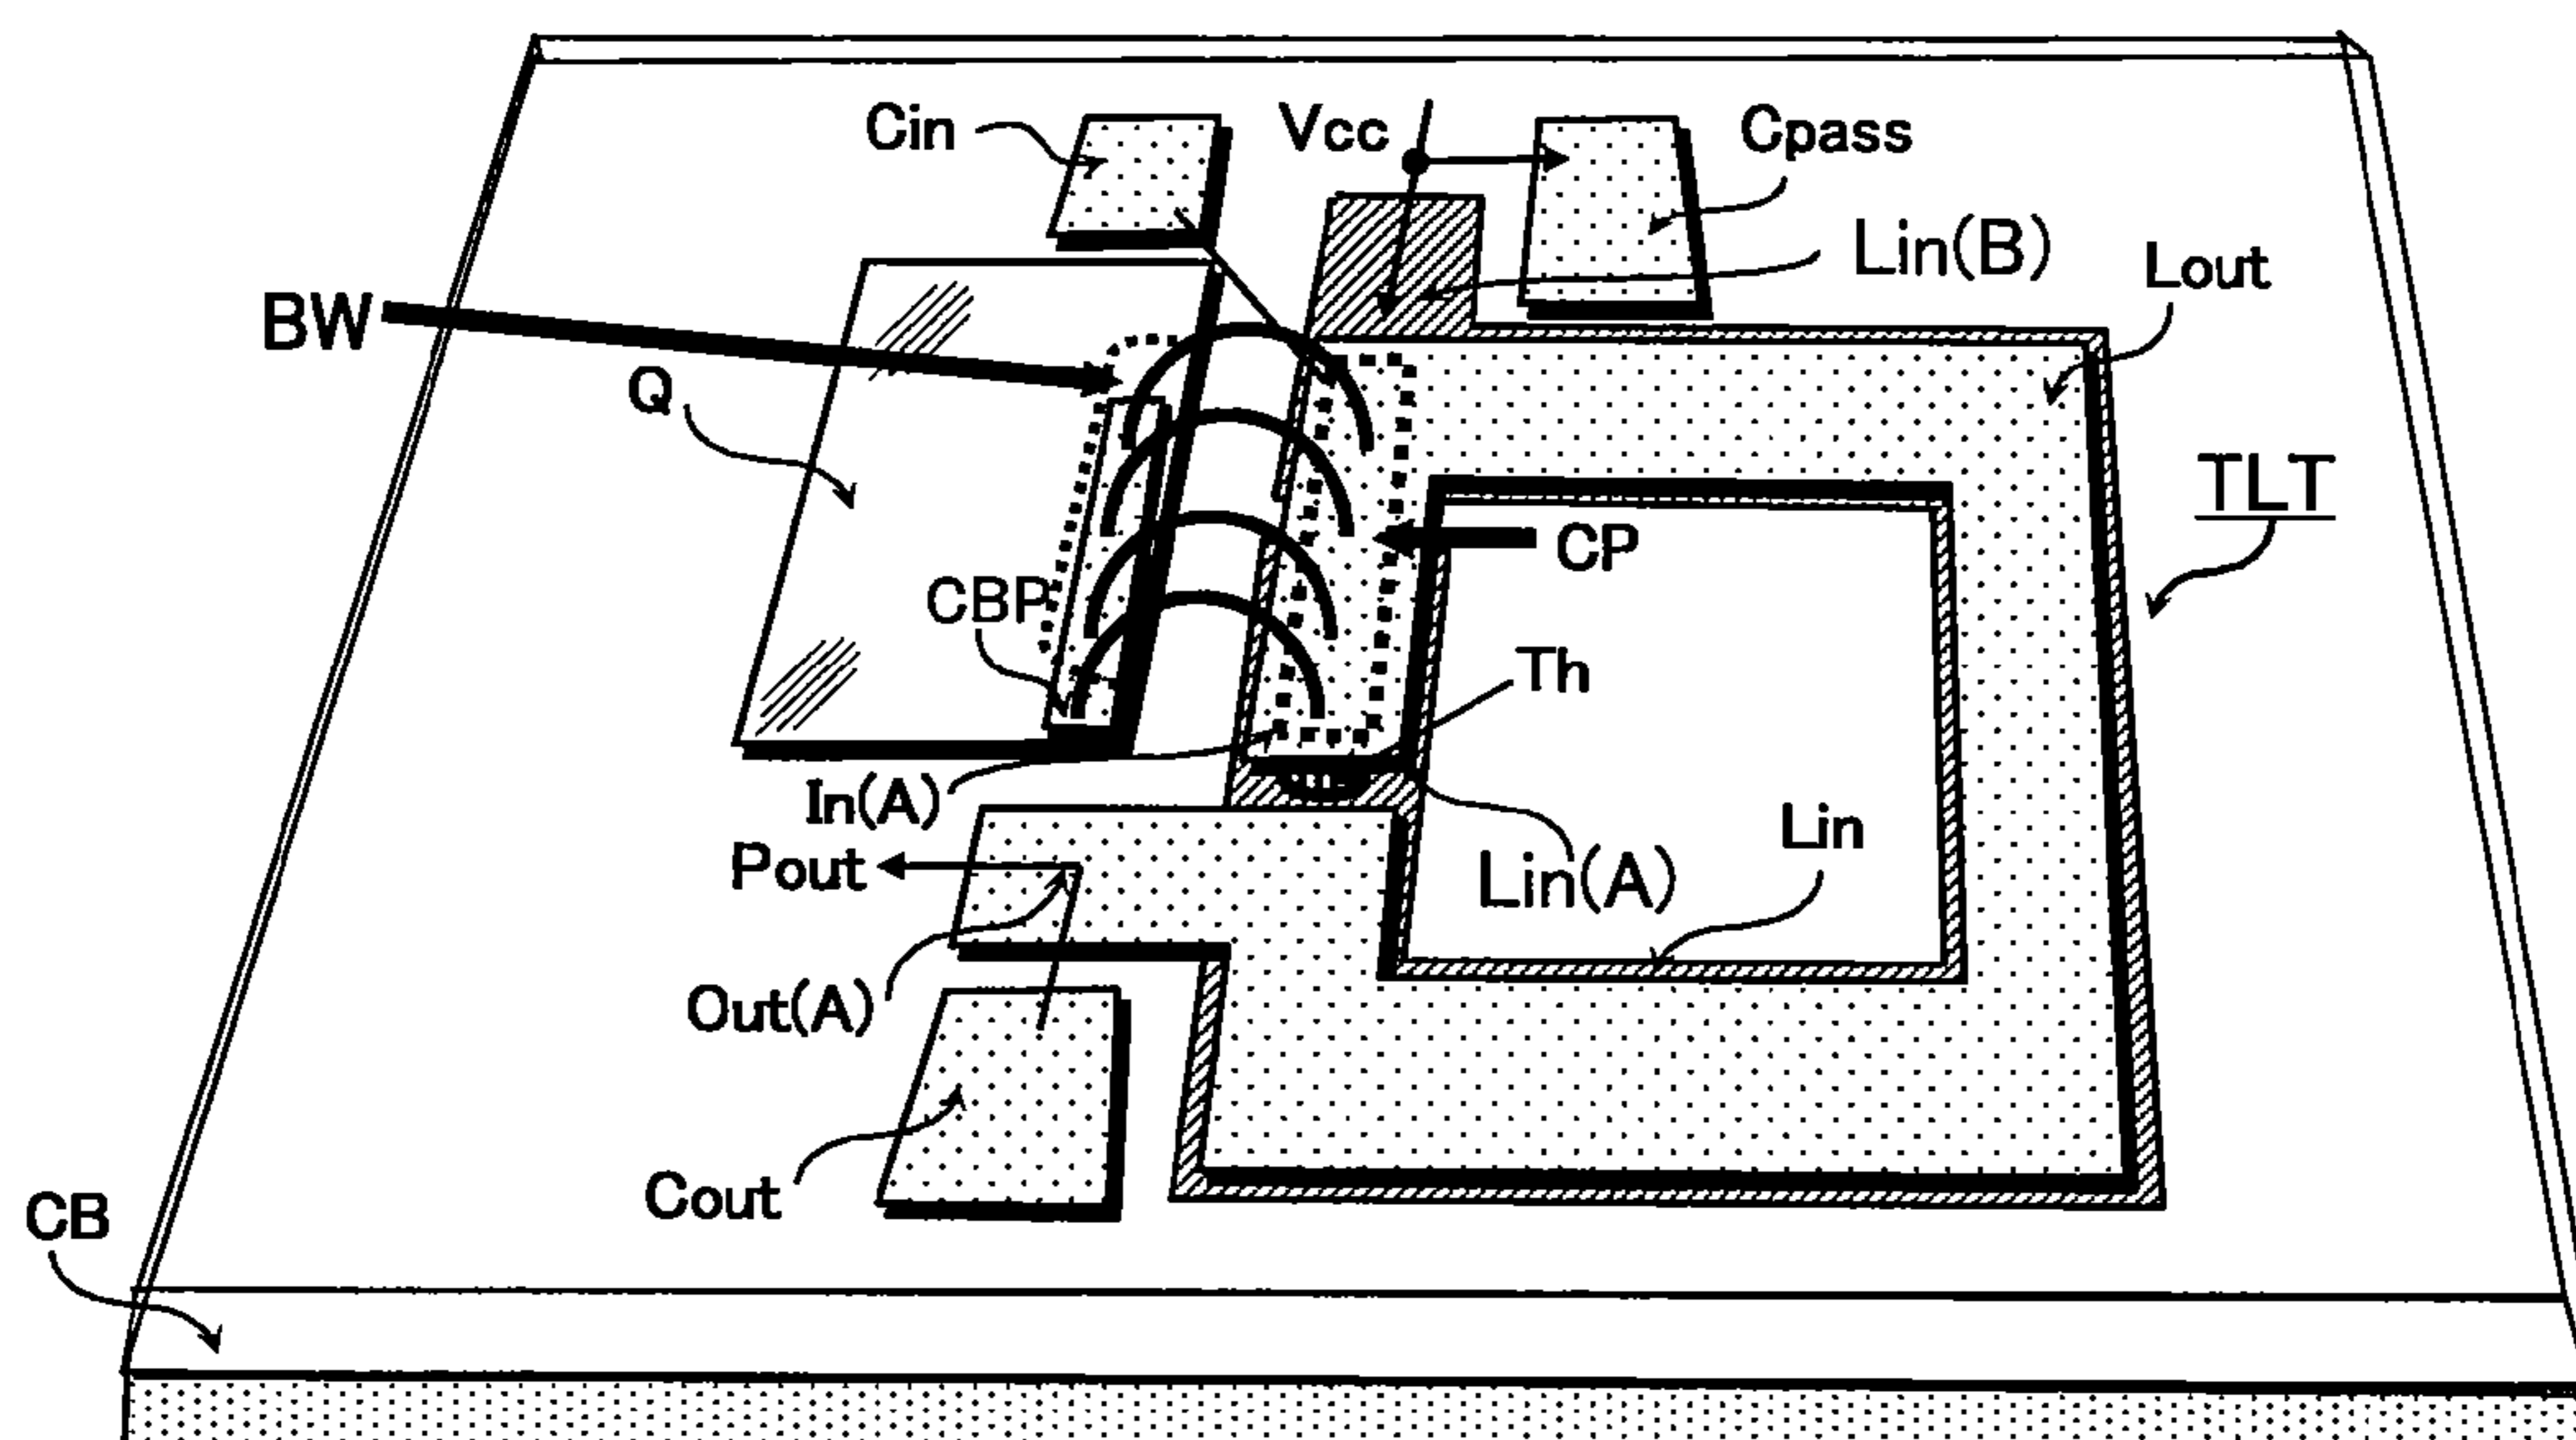 Cin
Vcc
Cpass
Lin(B)
Lout
BW
Q
TLT
CP
CBP
Th
In(A)
Lin
Pout
Lin(A)
Out(A)
Cout
CB